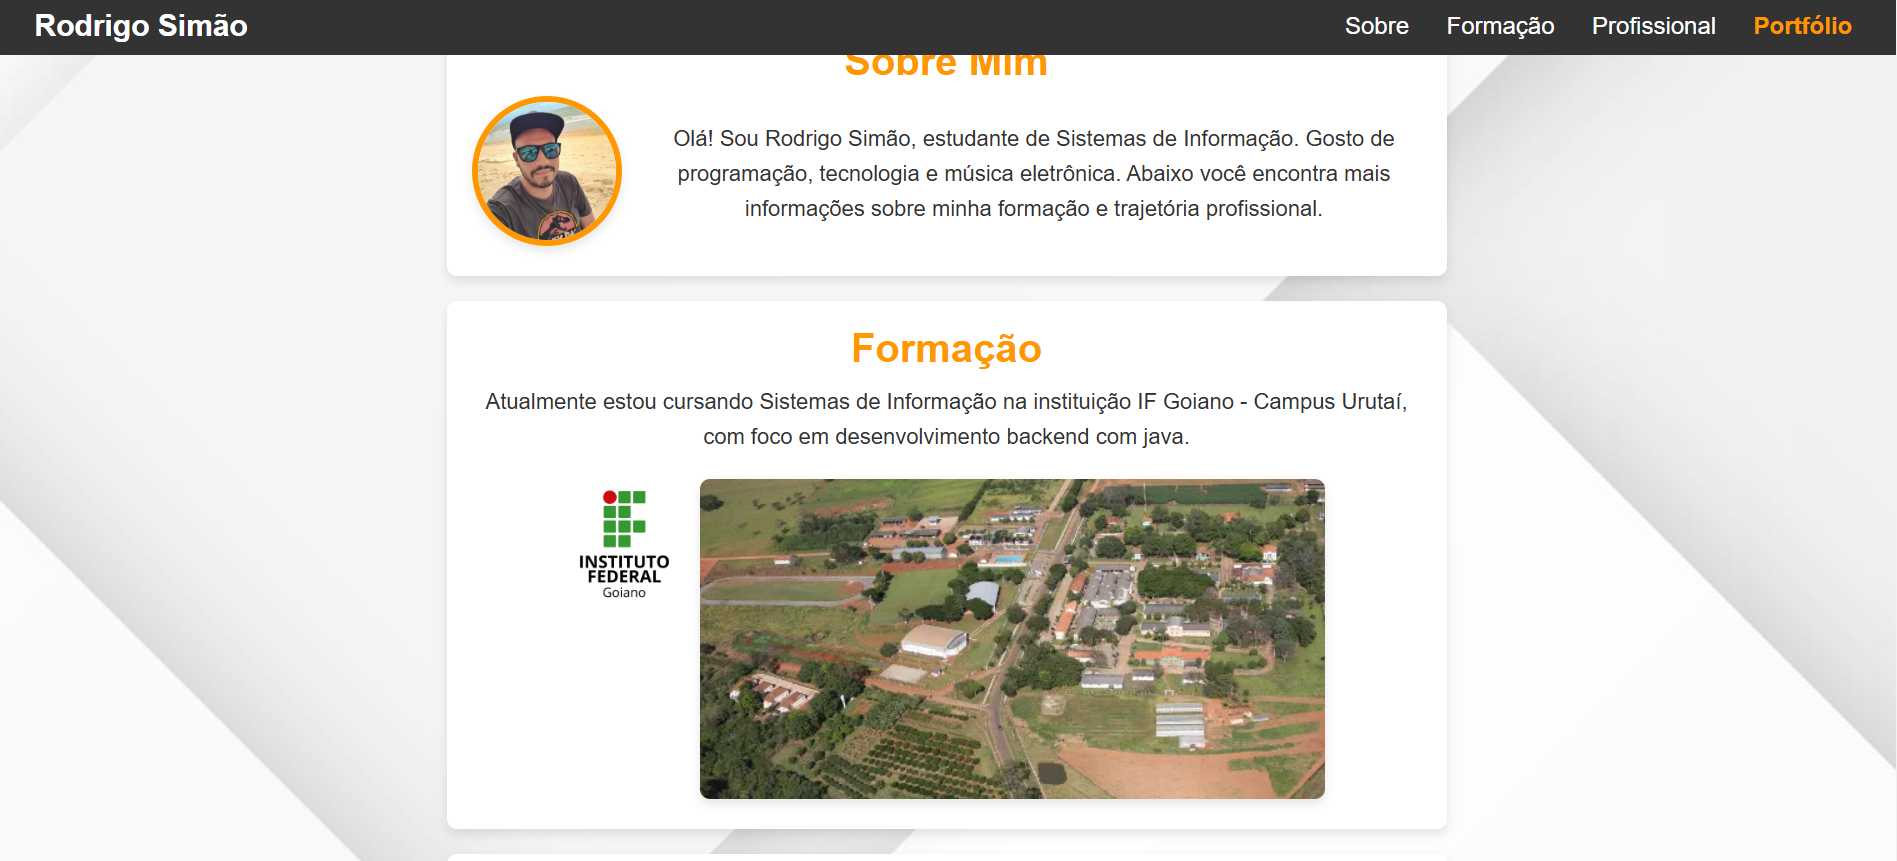 Rodrigo Simão
Sobre Formação Profissional Portfólio
Sobre Mim
Olá! Sou Rodrigo Simão, estudante de Sistemas de Informação. Gosto de
programação, tecnologia e música eletrônica. Abaixo você encontra mais
informações sobre minha formação e trajetória profissional.
Formação
Atualmente estou cursando Sistemas de Informação na instituição IF Goiano - Campus Urutaí,
com foco em desenvolvimento backend com java.
INSTITUTO
FEDERAL
Goiano